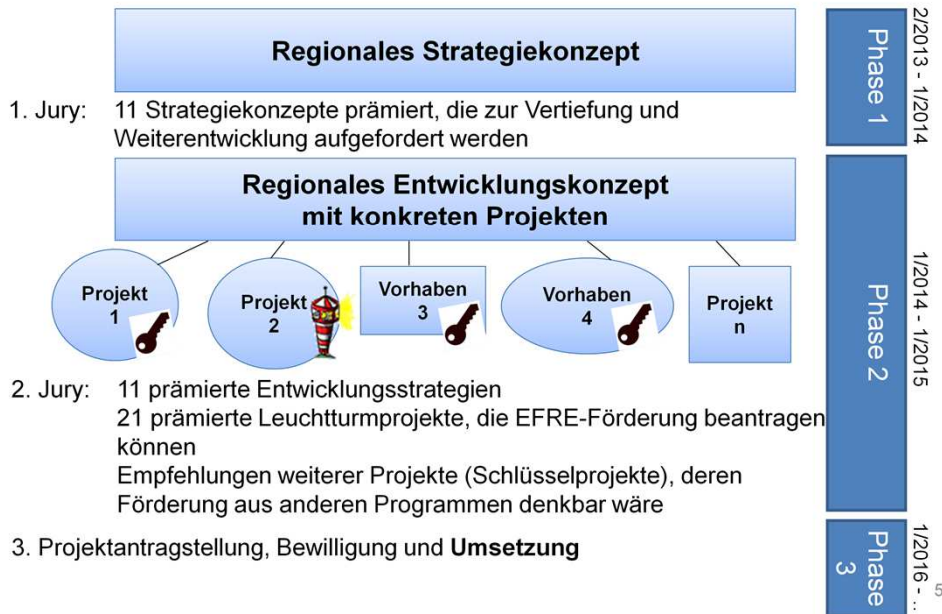 Regionales Strategiekonzept
1. Jury: 11 Strategiekonzepte prämiert, die zur Vertiefung und
Weiterentwicklung aufgefordert werden
Phase 1
2/2013 - 1/2014
Regionales Entwicklungskonzept
mit konkreten Projekten
Projekt
1
Projekt
2
Vorhaben
3
Vorhaben
4
Projekt
n
2. Jury: 11 prämierte Entwicklungsstrategien
21 prämierte Leuchtturmprojekte, die EFRE-Förderung beantragen
können
Empfehlungen weiterer Projekte (Schlüsselprojekte), deren
Förderung aus anderen Programmen denkbar wäre
Phase 2
1/2014 - 1/2015
3. Projektantragstellung, Bewilligung und Umsetzung
Phase
3
1/2016 - ..
5